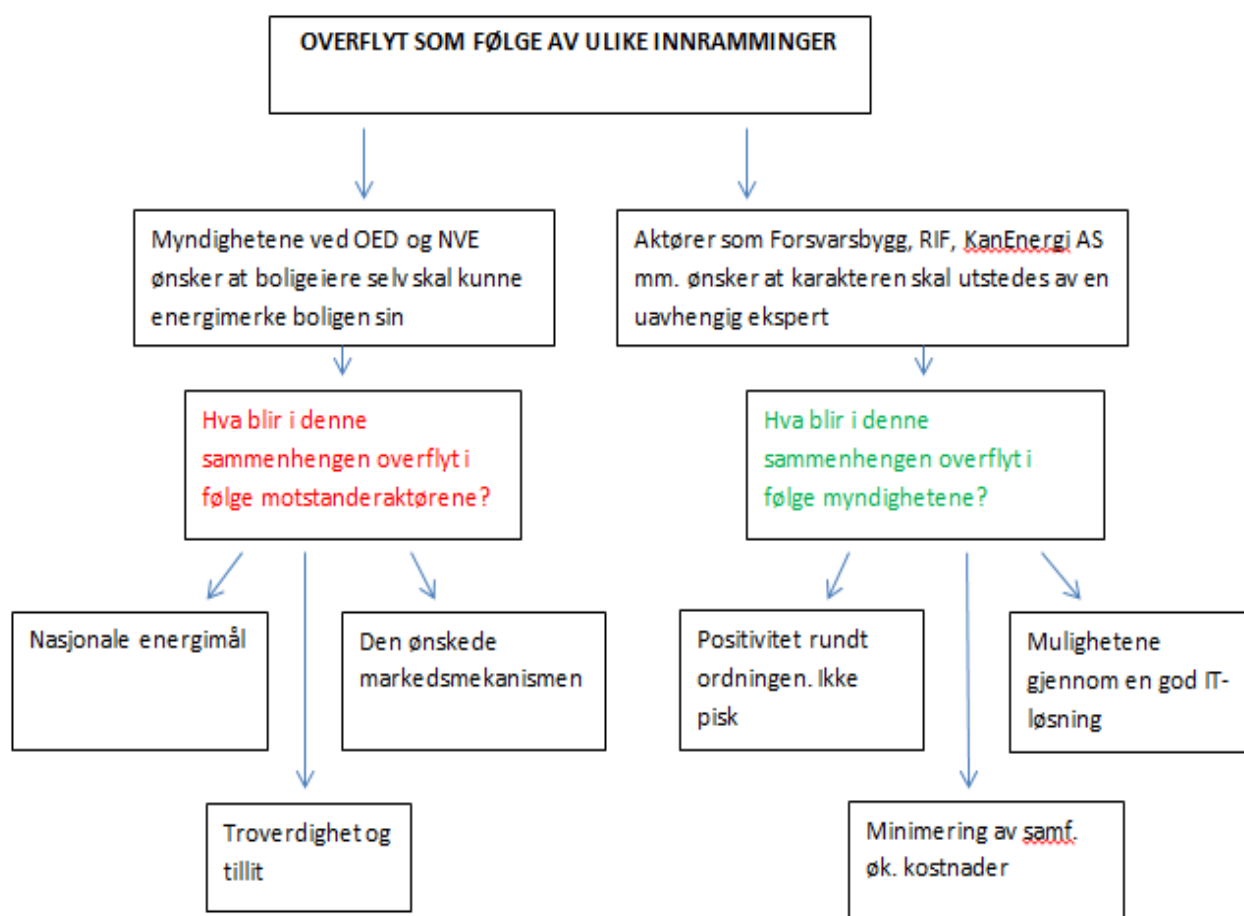 OVERFLYT SOM FØLGE AV ULIKE INNRAMMINGER
Myndighetene ved OED og NVE
ønsker at boligeiere selv skal kunne
energimerke boligen sin
Aktører som Forsvarsbygg, RIF, KanEnergi AS
mm. ønsker at karakteren skal utstedes av en
uavhengig ekspert
Hva blir i denne
sammenhengen overflyt i
følge motstanderaktørene?
Hva blir i denne
sammenhengen overflyt i
følge myndighetene?
Nasjonale energimål
Den ønskede
markedsmekanismen
Positivitet rundt
ordningen. Ikke
pisk
Mulighetene
gjennom en god IT-
løsning
Troverdighet og
tillit
Minimering av samf.
øk. kostnader